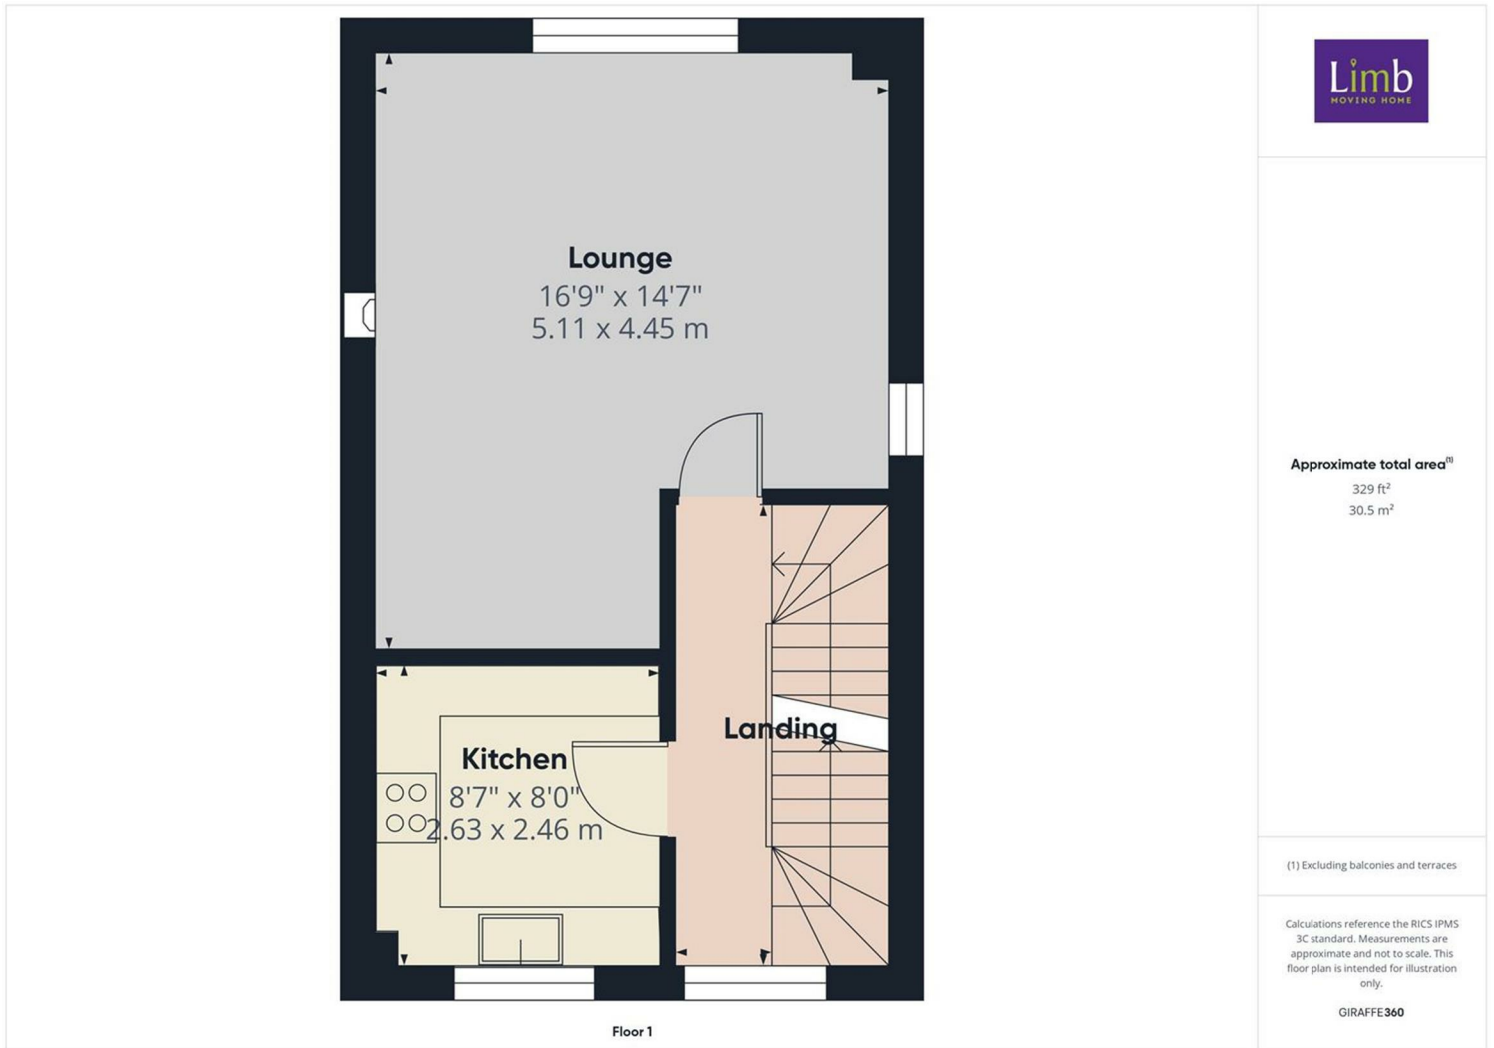 Lounge
16'9" x 14'7"
5.11 x 4.45 m
Landing
Kitchen
8'7" x 8'0"
2.63 x 2.46 m
Floor 1
Limb
MOVING HOME
Approximate total area(1)
329 ft²
30.5 m²
(1) Excluding balconies and terraces
Calculations reference the RICS IPMS
3C standard. Measurements are
approximate and not to scale. This
floor plan is intended for illustration
only.
GIRAFFE360